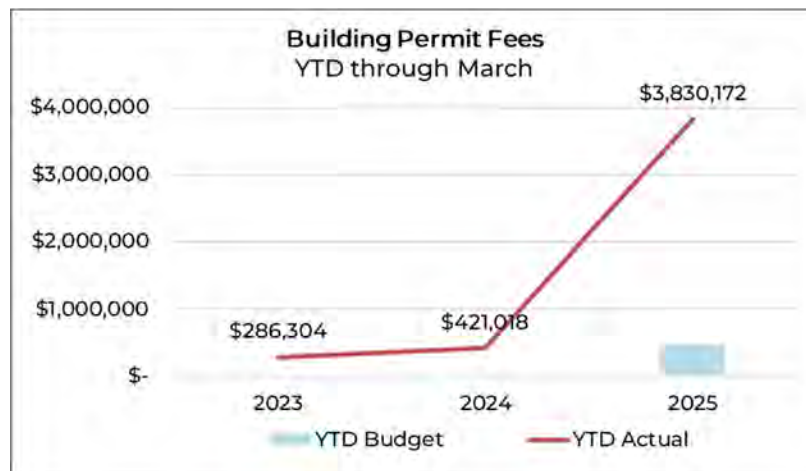 Building Permit Fees
YTD through March
$4,000,000
$3,000,000
$2,000,000
$1,000,000
$-
$286,304
$421,018
$3,830,172
2023
2024
2025
YTD Budget
YTD Actual